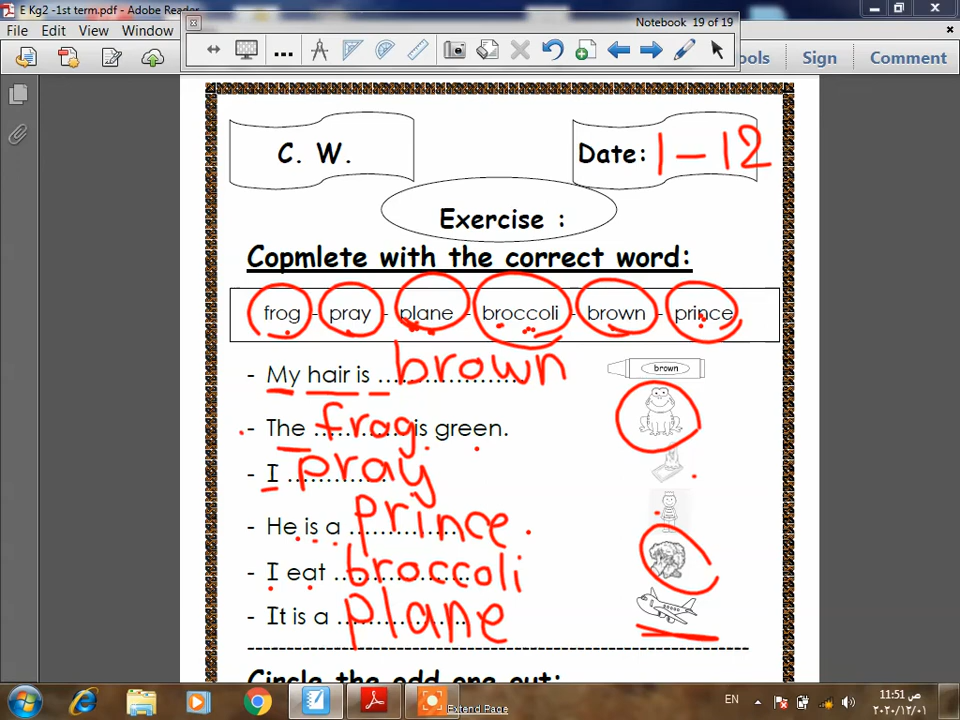 E Kg2 -1st term.pdf - Adobe Reader
Notebook 19 of 19
File Edit View Window
ools Sign Comment
C. W.
Date: 1 - 12
Exercise :
Copmlete with the correct word:
frog - pray - plane - broccoli - brown - prince
- My hair is .................. brown
brown
- The ............ frog is green.
- I .............. pray
- He is a ............... prince
- I eat .................. broccoli
- It is a ................. plane
Circle the odd one out:
EN
11:51 ص
٢٠٢٠/١٢/٠١
Extend Page